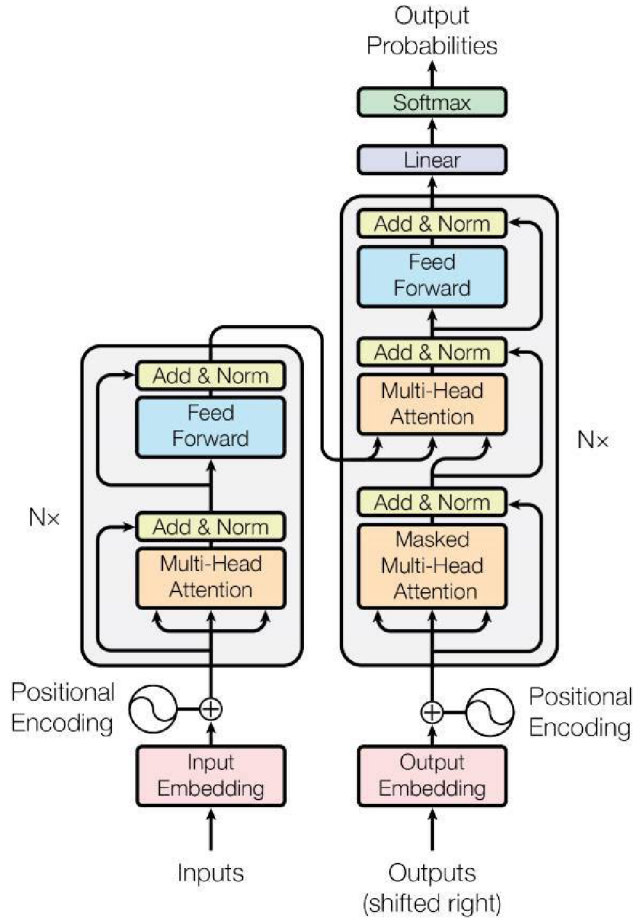 Output
Probabilities
Softmax
Linear
Add & Norm
Feed
Forward
Add & Norm
Multi-Head
Attention
Add & Norm
Masked
Multi-Head
Attention
Nx
Add & Norm
Feed
Forward
Add & Norm
Multi-Head
Attention
Nx
Positional
Encoding
Positional
Encoding
Input
Embedding
Output
Embedding
Inputs
Outputs
(shifted right)